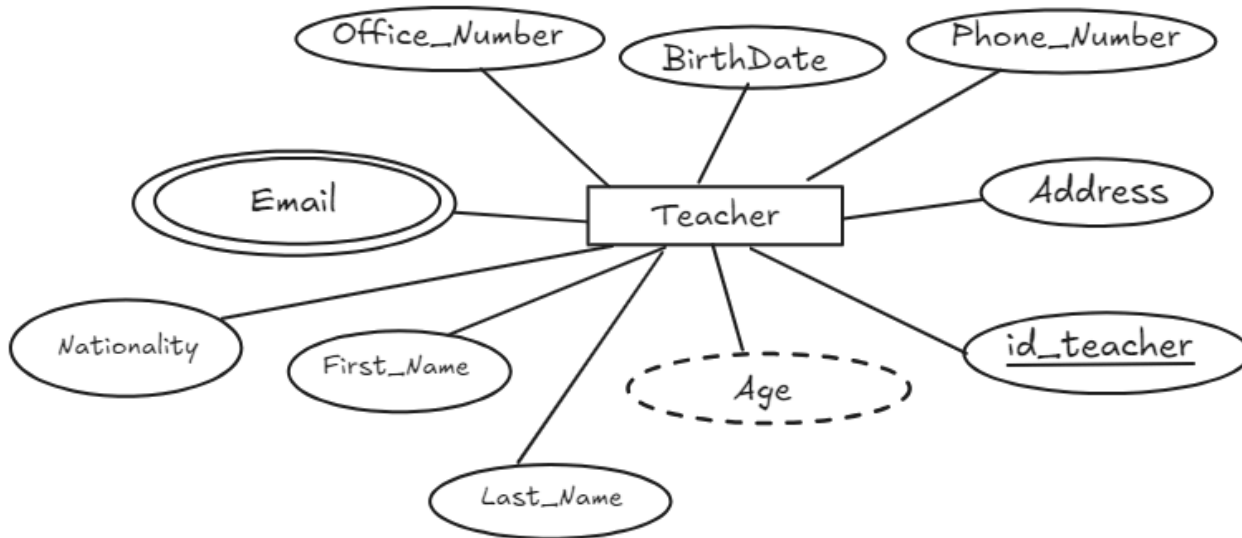 Office_Number
BirthDate
Phone_Number
Email
Teacher
Address
Nationality
First_Name
Age
id_teacher
Last_Name